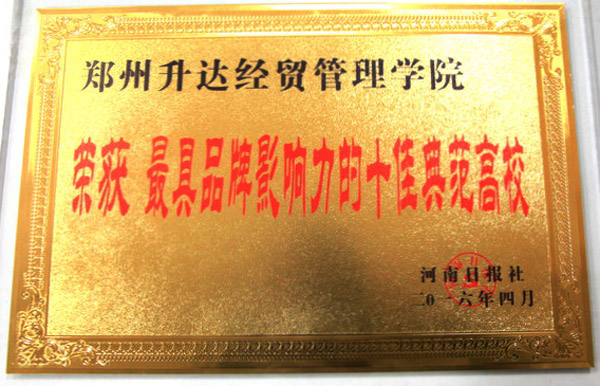 郑州升达经贸管理学院
荣获 最具品牌影响力的十佳典范高校
河南日报社
二0一六年四月